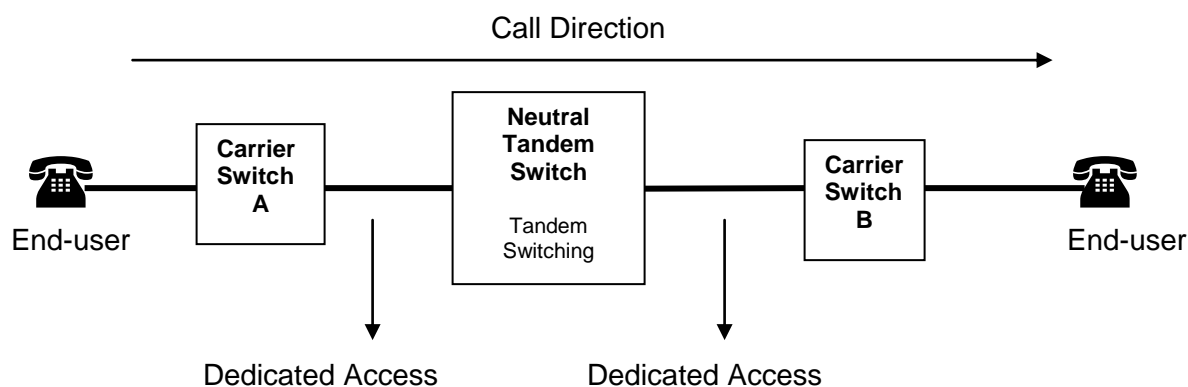 Call Direction
Neutral
Tandem
Switch
Tandem
Switching
Carrier
Switch
A
Carrier
Switch
B
End-user
End-user
Dedicated Access
Dedicated Access